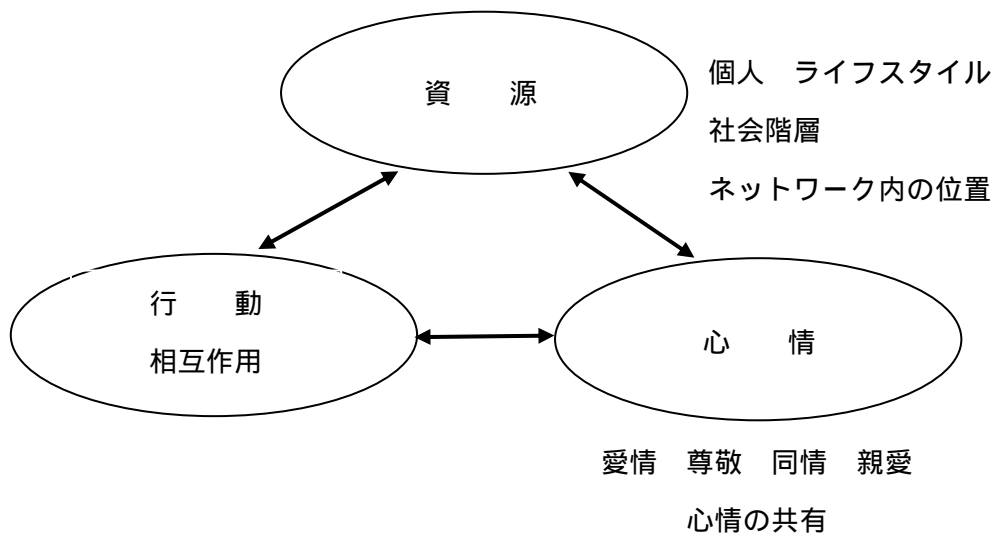 資　　源
個人　ライフスタイル
社会階層
ネットワーク内の位置
行　　動
相互作用
心　　情
愛情　尊敬　同情　親愛
心情の共有